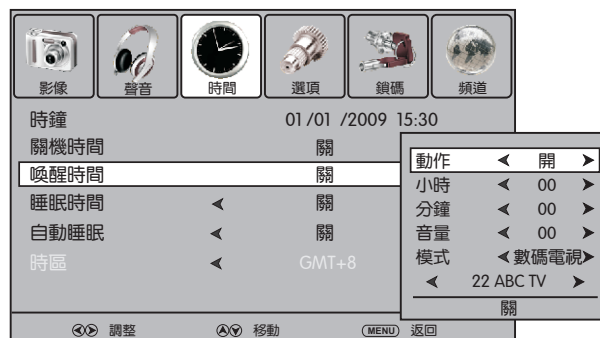 影像 聲音 時間 選項 鎖碼 頻道
時鐘 01/01 /2009 15:30
關機時間 關
喚醒時間 關
睡眠時間 關
自動睡眠 關
時區 GMT+8
動作 開
小時 00
分鐘 00
音量 00
模式 數碼電視
22 ABC TV
關
調整 移動 MENU 返回